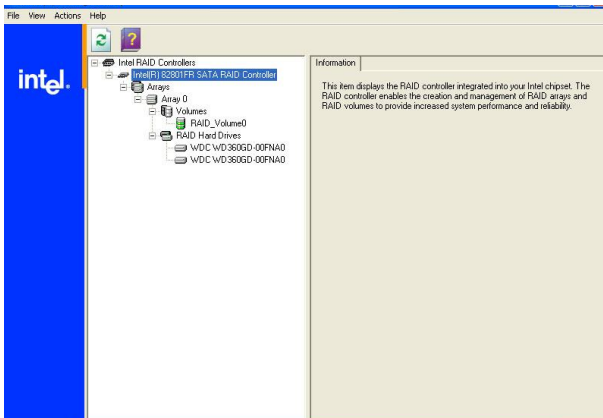 File View Actions Help
intel.
Intel RAID Controllers
Intel(R) 82801FR SATA RAID Controller
Arrays
Array 0
Volumes
RAID_Volume0
RAID Hard Drives
WDC WD360GD-00FNA0
WDC WD360GD-00FNA0
Information
This item displays the RAID controller integrated into your Intel chipset. The
RAID controller enables the creation and management of RAID arrays and
RAID volumes to provide increased system performance and reliability.